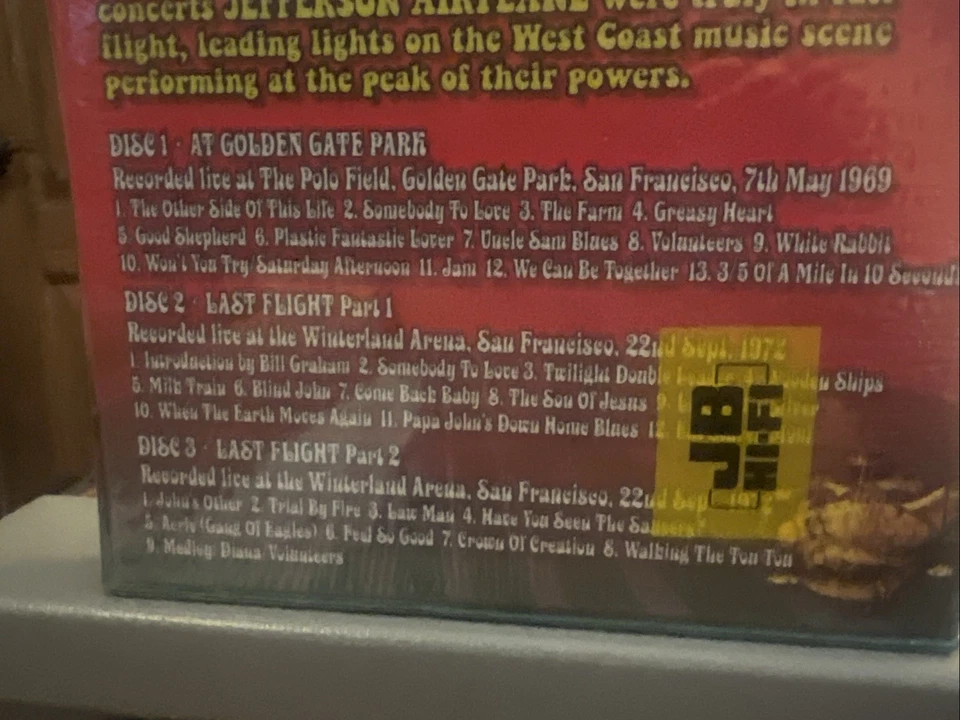 concerts JEFFERSON AIRPLANE were truly in
flight, leading lights on the West Coast music scene
performing at the peak of their powers.
DISC 1 · AT GOLDEN GATE PARK
Recorded live at The Polo Field, Golden Gate Park, San Francisco, 7th May 1969
1. The Other Side Of This Life 2. Somebody To Love 3. The Farm 4. Greasy Heart
5. Good Shepherd 6. Plastic Fantastic Lover 7. Uncle Sam Blues 8. Volunteers 9. White Rabbit
10. Won't You Try/Saturday Afternoon 11. Jam 12. We Can Be Together 13. 3/5 Of A Mile In 10 Seconds
DISC 2 · LAST FLIGHT Part 1
Recorded live at the Winterland Arena, San Francisco, 22nd Sept. 1972
1. Introduction by Bill Graham 2. Somebody To Love 3. Twilight Double Ships
5. Milk Train 6. Blind John 7. Come Back Baby 8. The Son Of Jesus 9.
10. When The Earth Moves Again 11. Papa John's Down Home Blues 12.
DISC 3 · LAST FLIGHT Part 2
Recorded live at the Winterland Arena, San Francisco, 22nd Sept. 1972
1. John's Other 2. Trial By Fire 3. Law Man 4. Have You Seen The Saucers
5. Aerie (Gang Of Eagles) 6. Feel So Good 7. Crown Of Creation 8. Walking The Tou Tou
9. Medley: Diana/Volunteers
JB
HI-FI